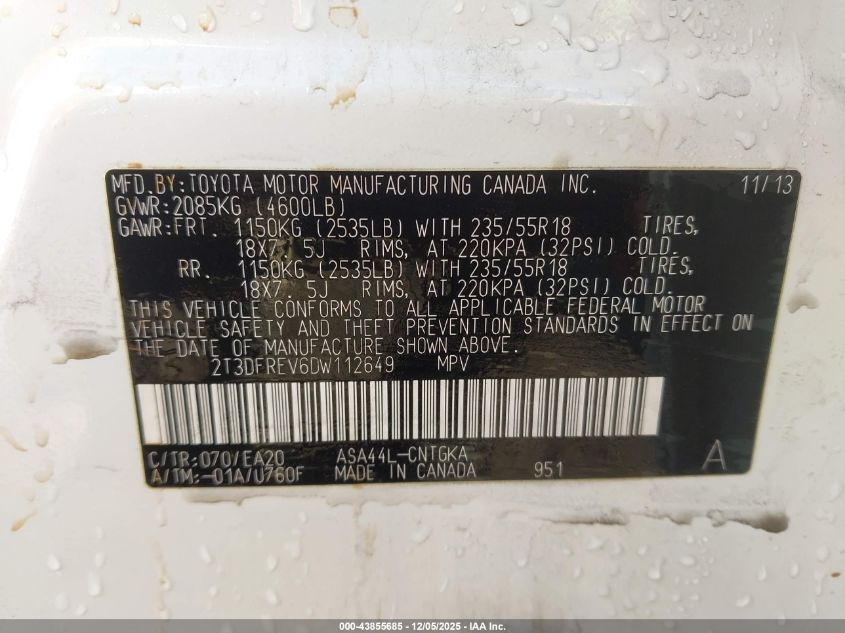 MFD.BY:TOYOTA MOTOR MANUFACTURING CANADA INC. 11/13
GVWR:2085KG (4600LB)
GAWR:FRT. 1150KG (2535LB) WITH 235/55R18 TIRES,
18X7. 5J RIMS, AT 220KPA (32PSI) COLD.
RR. 1150KG (2535LB) WITH 235/55R18 TIRES,
18X7. 5J RIMS, AT 220KPA (32PSI) COLD.
THIS VEHICLE CONFORMS TO ALL APPLICABLE FEDERAL MOTOR
VEHICLE SAFETY AND THEFT PREVENTION STANDARDS IN EFFECT ON
THE DATE OF MANUFACTURE SHOWN ABOVE.
2T3DFREV6DW112649 MPV
C/TR:070/EA20 ASA44L-CNTGKA
A/TM:-01A/U760F MADE IN CANADA 951 A
000-43855685 - 12/05/2025 - IAA Inc.